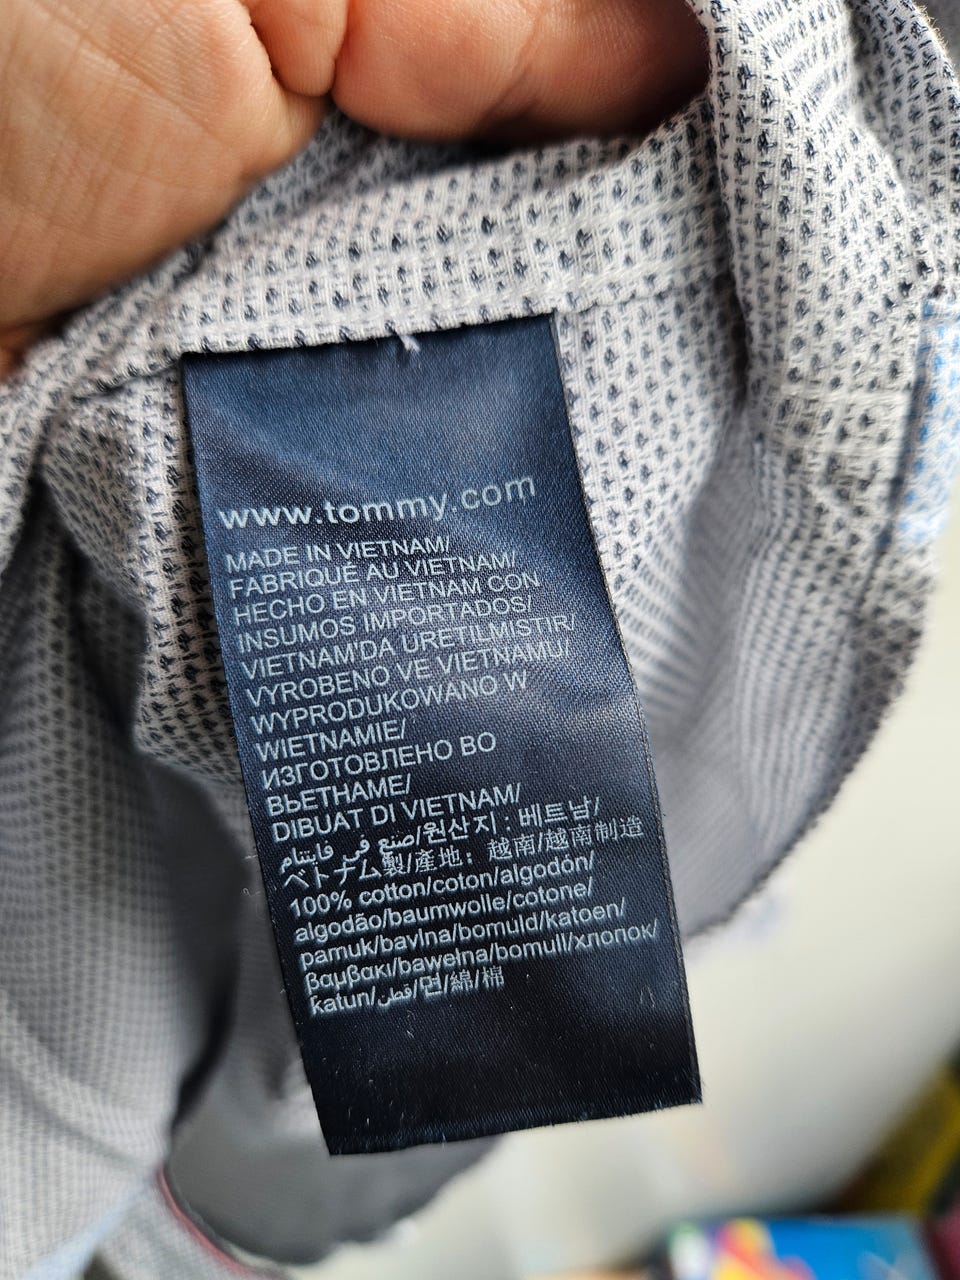 www.tommy.com
MADE IN VIETNAM/
FABRIQUÉ AU VIETNAM/
HECHO EN VIETNAM CON
INSUMOS IMPORTADOS/
VIETNAM'DA URETILMISTIR/
VYROBENO VE VIETNAMU/
WYPRODUKOWANO W
WIETNAMIE/
ИЗГОТОВЛЕНО ВО
ВЬЕТНАМЕ/
DIBUAT DI VIETNAM/
صنع في فايتنام/원산지 : 베트남/
ベトナム製/產地： 越南/越南制造
100% cotton/coton/algodón/
algodão/baumwolle/cotone/
pamuk/bavlna/bomuld/katoen/
βαμβακι/bawełna/bomull/хлопок/
katun/قطن/면/綿/棉